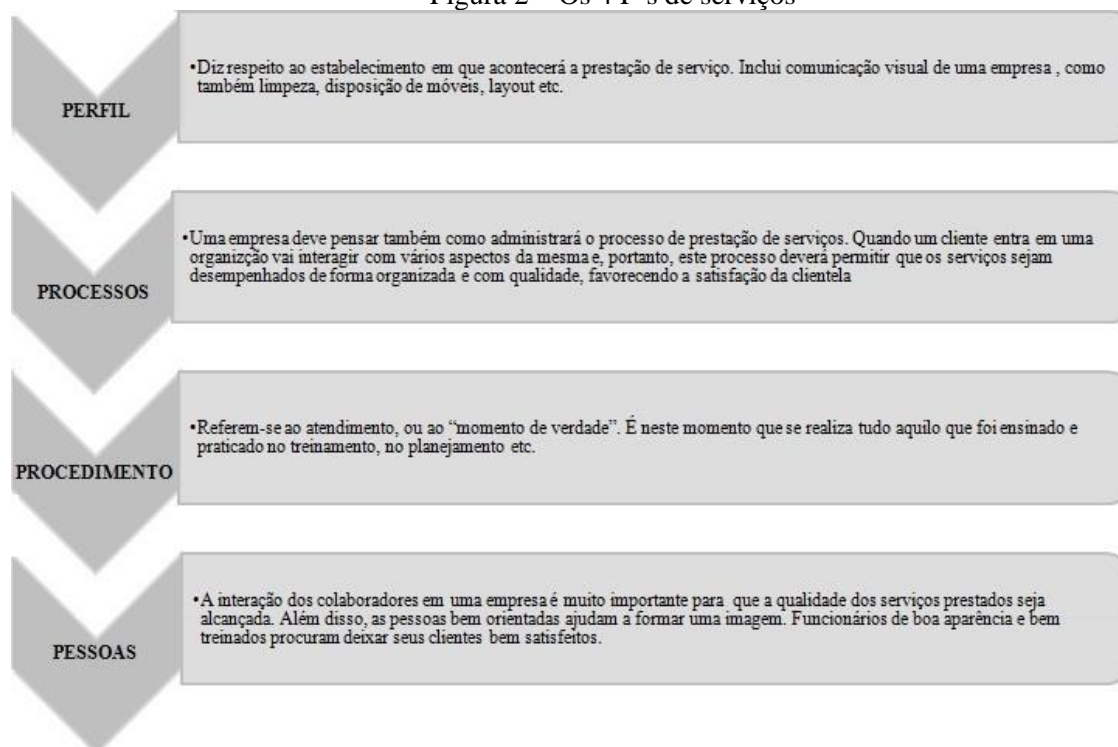 Figura 2 – Os 4 P's de serviços
PERFIL
•Diz respeito ao estabelecimento em que acontecerá a prestação de serviço. Inclui comunicação visual de uma empresa , como
também limpeza, disposição de móveis, layout etc.
PROCESSOS
•Uma empresa deve pensar também como administrará o processo de prestação de serviços. Quando um cliente entra em uma
organizção vai interagir com vários aspectos da mesma e, portanto, este processo deverá permitir que os serviços sejam
desempenhados de forma organizada e com qualidade, favorecendo a satisfação da clientela
PROCEDIMENTO
•Referem-se ao atendimento, ou ao “momento de verdade”. É neste momento que se realiza tudo aquilo que foi ensinado e
praticado no treinamento, no planejamento etc.
PESSOAS
•A interação dos colaboradores em uma empresa é muito importante para que a qualidade dos serviços prestados seja
alcançada. Além disso, as pessoas bem orientadas ajudam a formar uma imagem. Funcionários de boa aparência e bem
treinados procuram deixar seus clientes bem satisfeitos.